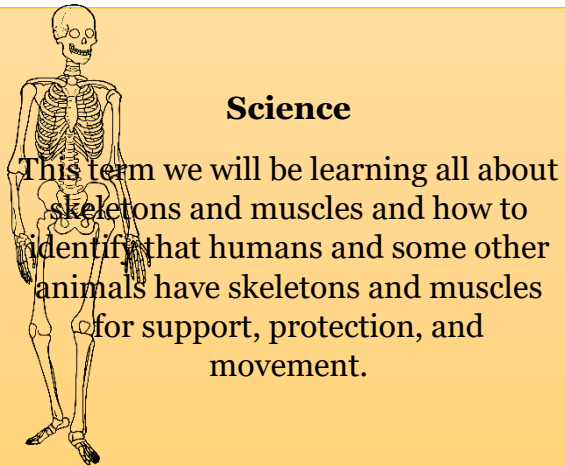 Science
This term we will be learning all about
skeletons and muscles and how to
identify that humans and some other
animals have skeletons and muscles
for support, protection, and
movement.